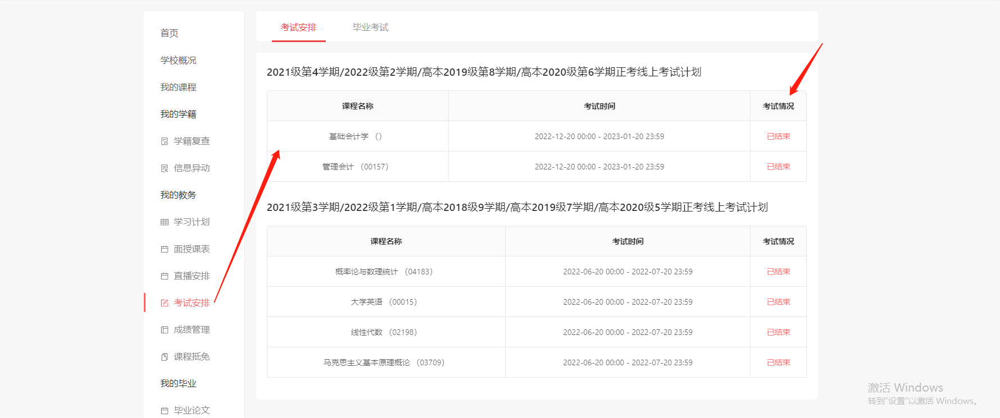 首页
学校概况
我的课程
我的学籍
学籍复查
信息异动
我的教务
学习计划
面授课表
直播安排
考试安排
成绩管理
课程抵免
我的毕业
毕业论文
考试安排 毕业考试
2021级第4学期/2022级第2学期/高本2019级第8学期/高本2020级第6学期正考线上考试计划
课程名称 考试时间 考试情况
基础会计学 （） 2022-12-20 00:00 - 2023-01-20 23:59 已结束
管理会计 （00157） 2022-12-20 00:00 - 2023-01-20 23:59 已结束
2021级第3学期/2022级第1学期/高本2018级9学期/高本2019级7学期/高本2020级5学期正考线上考试计划
课程名称 考试时间 考试情况
概率论与数理统计 （04183） 2022-06-20 00:00 - 2022-07-20 23:59 已结束
大学英语 （00015） 2022-06-20 00:00 - 2022-07-20 23:59 已结束
线性代数 （02198） 2022-06-20 00:00 - 2022-07-20 23:59 已结束
马克思主义基本原理概论 （03709） 2022-06-20 00:00 - 2022-07-20 23:59 已结束
激活 Windows
转到"设置"以激活 Windows。